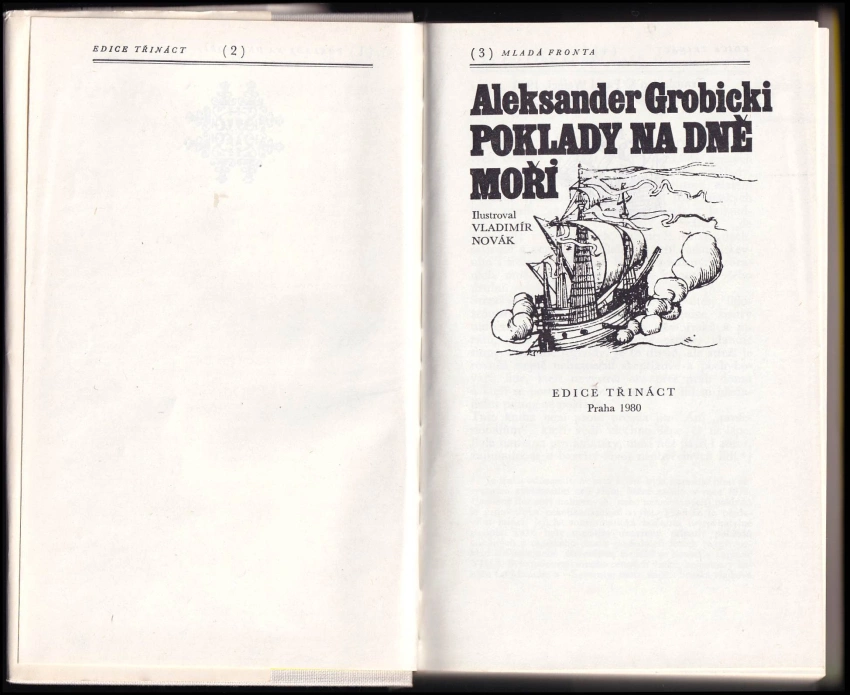 EDICE TŘINÁCT (2)
(3) MLADÁ FRONTA
Aleksander Grobicki
POKLADY NA DNĚ
MOŘÍ
Ilustroval
VLADIMÍR
NOVÁK
EDICE TŘINÁCT
Praha 1980